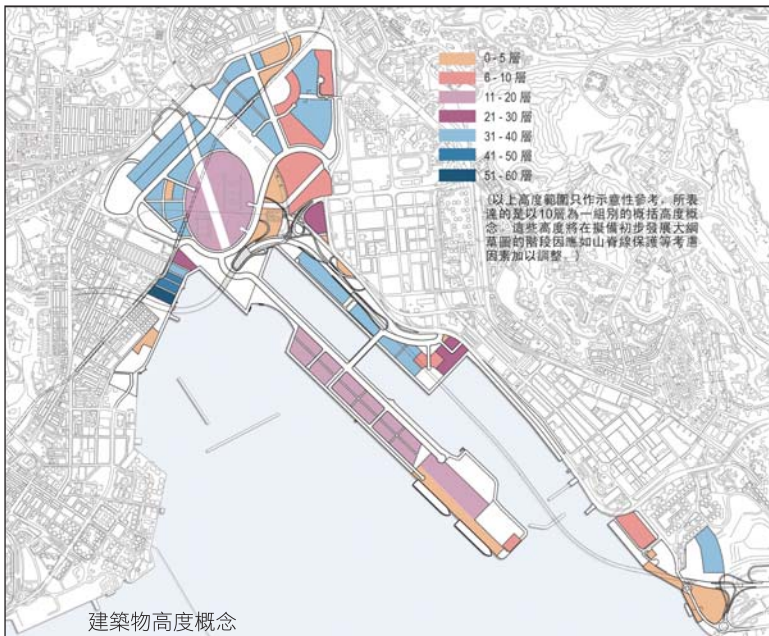 0 - 5 層
6 - 10 層
11 - 20 層
21 - 30 層
31 - 40 層
41 - 50 層
51 - 60 層
(以上高度範圍只作示意性參考，所表
達的是以10層為一組別的概括高度概
念，這些高度將在擬備初步發展大綱
草圖的階段因應如山脊線保護等考慮
因素加以調整。)
建築物高度概念